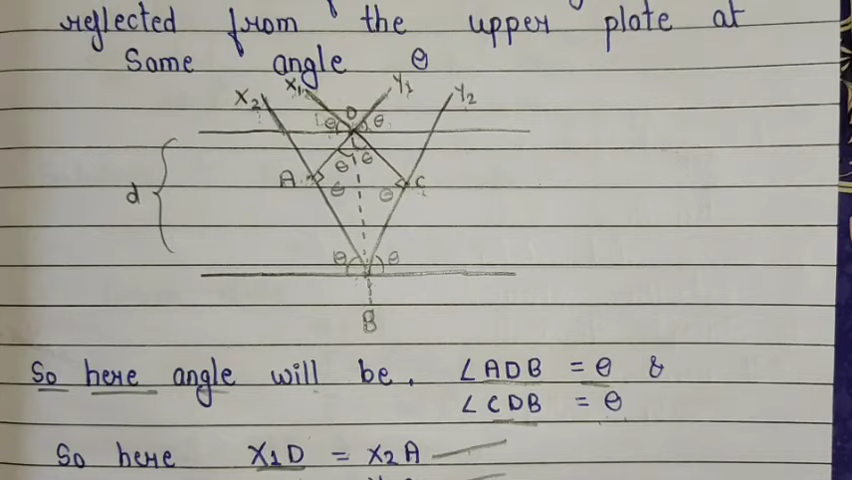 reflected from the upper plate at
Same angle θ
X₂ X₁ Y₁ Y₂
θ D θ
θ θ
A θ θ C
d
θ θ
B
So here angle will be, ∠ADB = θ &
∠CDB = θ
So here X₁D = X₂A